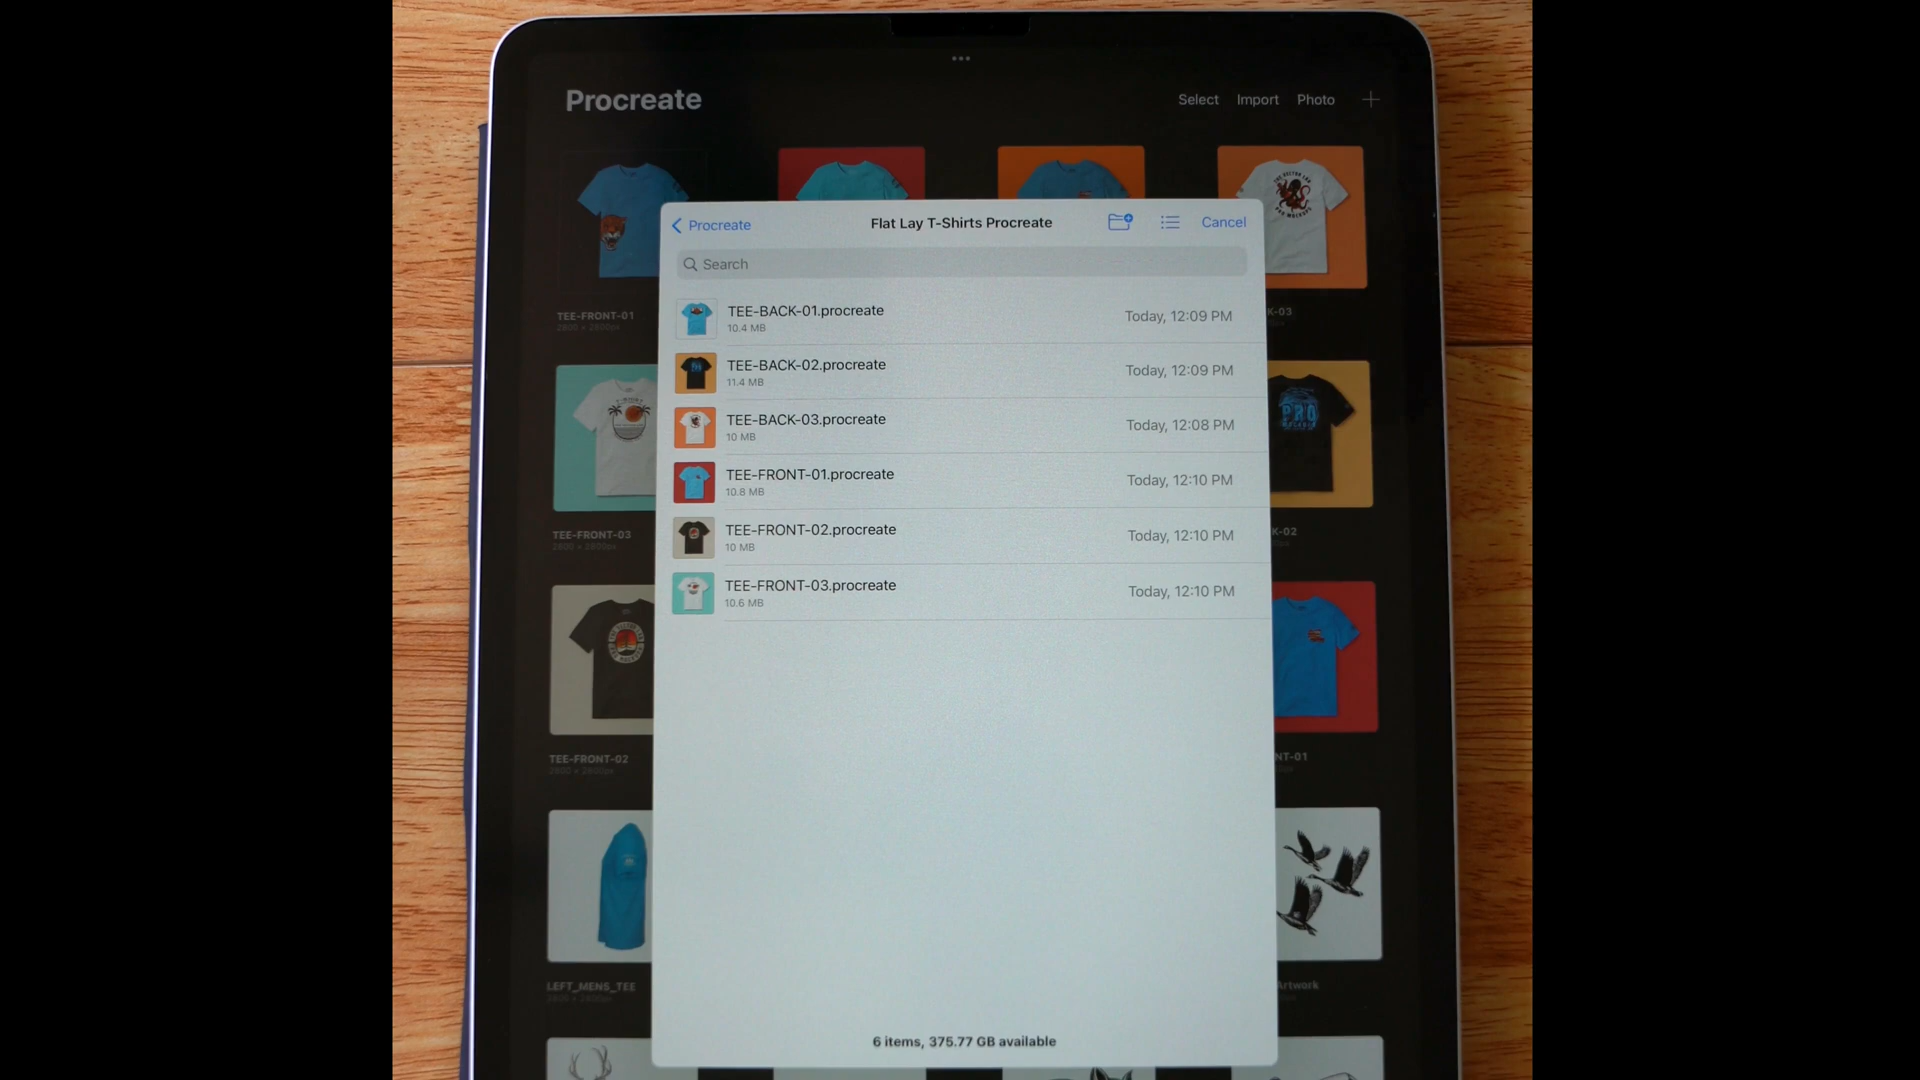 Procreate
Select Import Photo
Procreate
Flat Lay T-Shirts Procreate
Cancel
Search
TEE-BACK-01.procreate
10.4 MB
Today, 12:09 PM
TEE-BACK-02.procreate
11.4 MB
Today, 12:09 PM
TEE-BACK-03.procreate
10 MB
Today, 12:08 PM
TEE-FRONT-01.procreate
10.8 MB
Today, 12:10 PM
TEE-FRONT-02.procreate
10 MB
Today, 12:10 PM
TEE-FRONT-03.procreate
10.6 MB
Today, 12:10 PM
6 items, 375.77 GB available
TEE-FRONT-01
2800 × 2800px
K-03
TEE-FRONT-03
2800 × 2800px
PRO
K-02
TEE-FRONT-02
2800 × 2800px
NT-01
LEFT_MENS_TEE
2800 × 2800px
Artwork